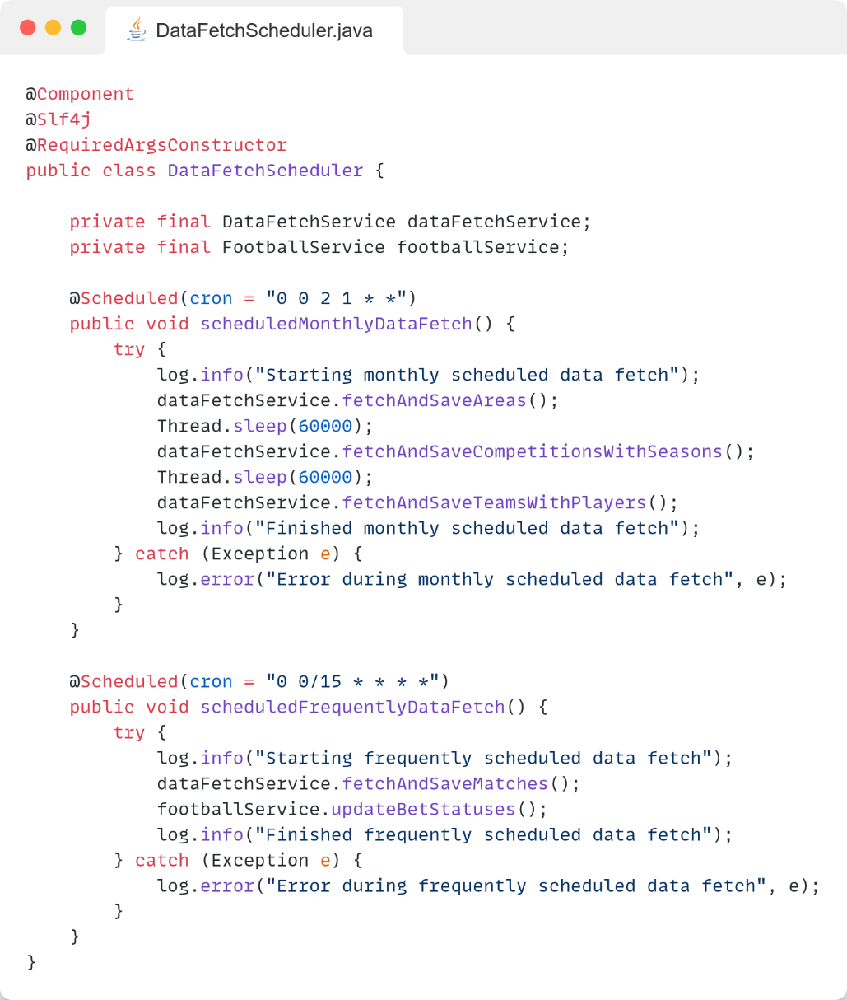 DataFetchScheduler.java
@Component
@Slf4j
@RequiredArgsConstructor
public class DataFetchScheduler {
    private final DataFetchService dataFetchService;
    private final FootballService footballService;
    @Scheduled(cron = "0 0 2 1 * *")
    public void scheduledMonthlyDataFetch() {
        try {
            log.info("Starting monthly scheduled data fetch");
            dataFetchService.fetchAndSaveAreas();
            Thread.sleep(60000);
            dataFetchService.fetchAndSaveCompetitionsWithSeasons();
            Thread.sleep(60000);
            dataFetchService.fetchAndSaveTeamsWithPlayers();
            log.info("Finished monthly scheduled data fetch");
        } catch (Exception e) {
            log.error("Error during monthly scheduled data fetch", e);
        }
    }
    @Scheduled(cron = "0 0/15 * * * *")
    public void scheduledFrequentlyDataFetch() {
        try {
            log.info("Starting frequently scheduled data fetch");
            dataFetchService.fetchAndSaveMatches();
            footballService.updateBetStatuses();
            log.info("Finished frequently scheduled data fetch");
        } catch (Exception e) {
            log.error("Error during frequently scheduled data fetch", e);
        }
    }
}